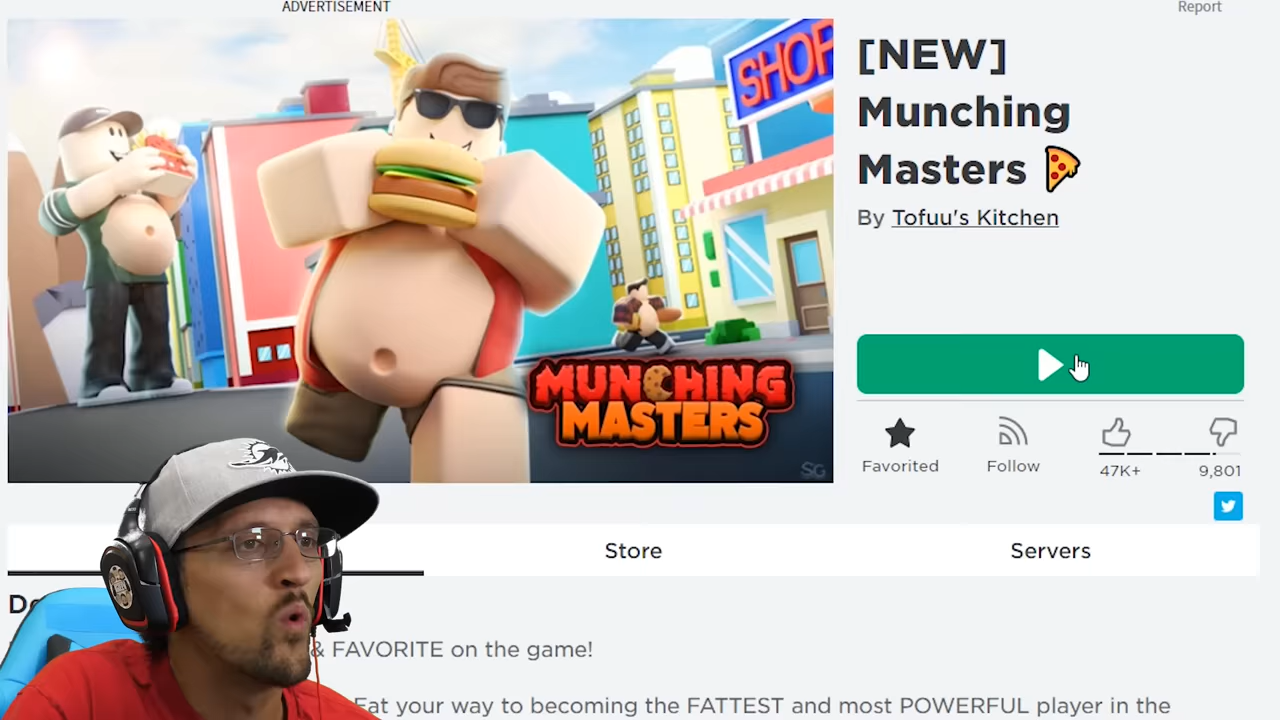 ADVERTISEMENT
Report
SHOP
[NEW]
Munching
Masters
By Tofuu's Kitchen
MUNCHING
MASTERS
SG
Favorited
Follow
47K+
9,801
Store
Servers
& FAVORITE on the game!
Eat your way to becoming the FATTEST and most POWERFUL player in the